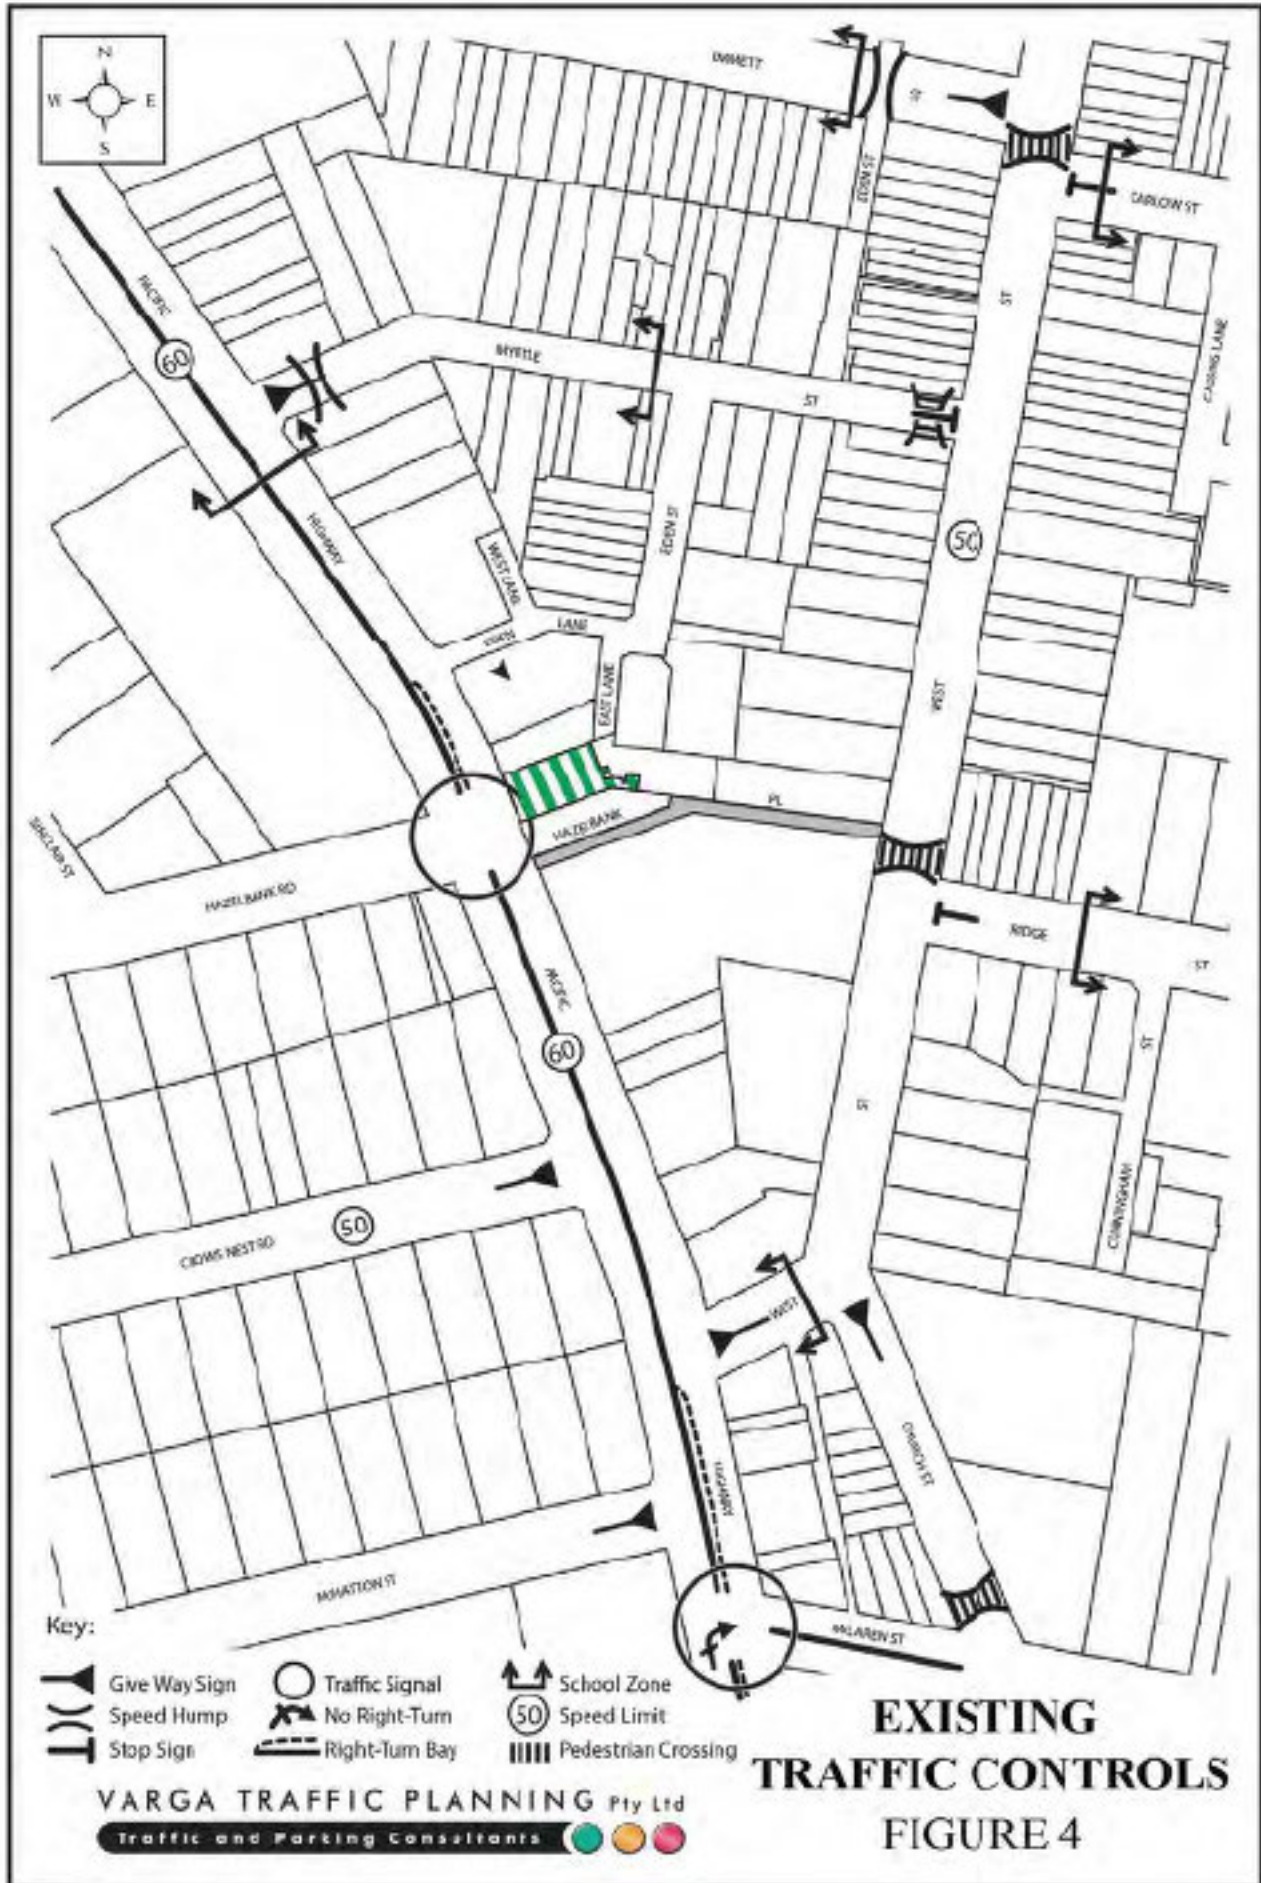 N
W E
S
EMMETT
ST
EDEN ST
CARLOW ST
PACIFIC
60
ST
MYRTLE
ST
HIGHWAY
EDEN ST
50
WEST LANE
LANE
EAST LANE
WEST
PL
HAZELBANK
SINCLAIR ST
HAZELBANK RD
RIDGE
ST
PACIFIC
60
ST
ST
CUNNINGHAM
50
CROWS NEST RD
WEST
CHURCH ST
HIGHWAY
MCHATTON ST
MCLAREN ST
Key:
Give Way Sign
Traffic Signal
School Zone
Speed Hump
No Right-Turn
50
Speed Limit
Stop Sign
Right-Turn Bay
Pedestrian Crossing
EXISTING
TRAFFIC CONTROLS
FIGURE 4
VARGA TRAFFIC PLANNING Pty Ltd
Traffic and Parking Consultants